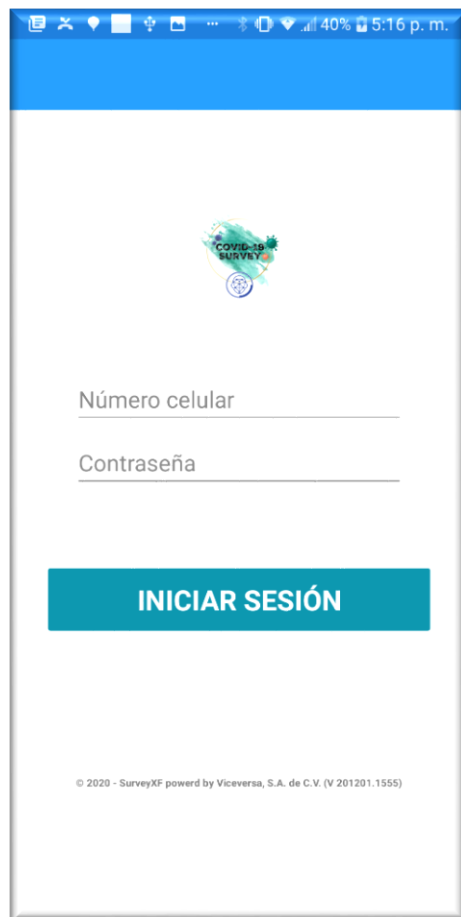 40% 5:16 p. m.
COVID-19
SURVEY
Número celular
Contraseña
INICIAR SESIÓN
© 2020 - SurveyXF powerd by Viceversa, S.A. de C.V. (V 201201.1555)